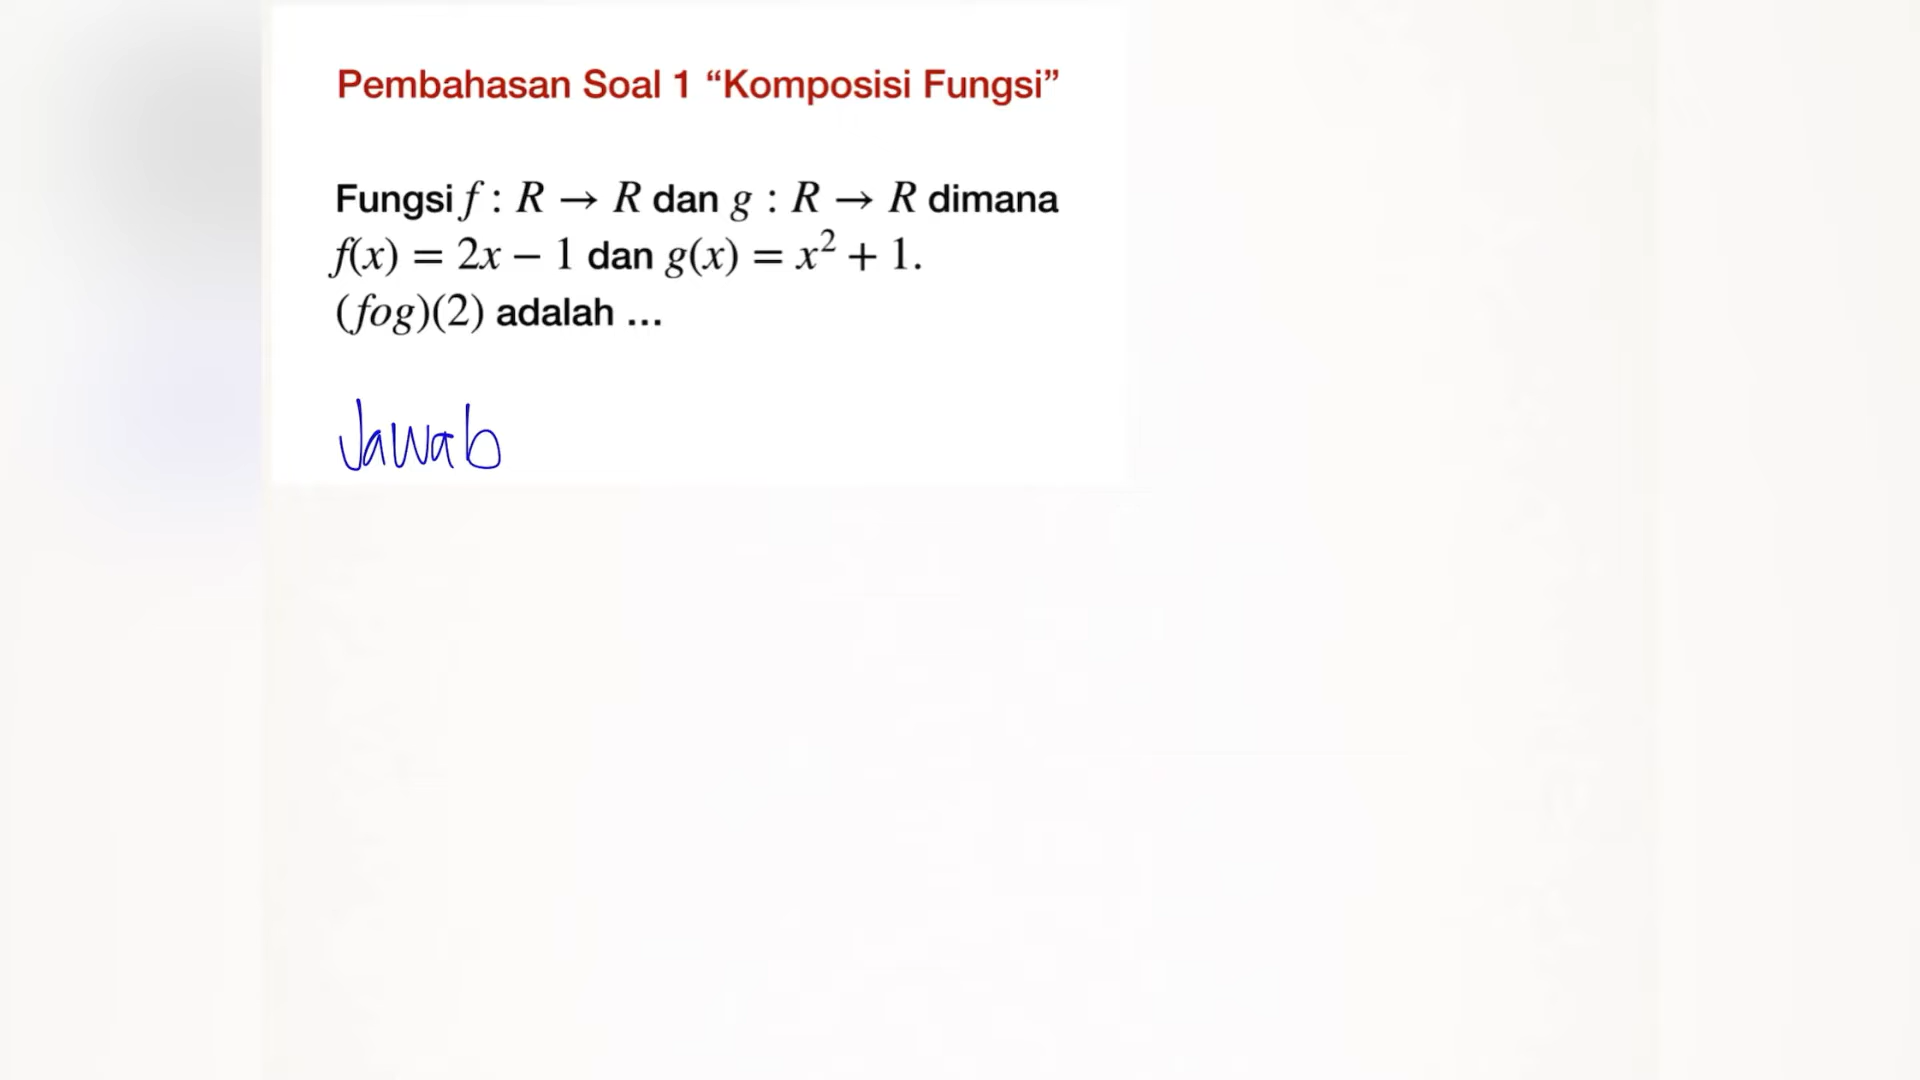 Pembahasan Soal 1 “Komposisi Fungsi”
Fungsi f : R → R dan g : R → R dimana
f(x) = 2x − 1 dan g(x) = x² + 1.
(fog)(2) adalah ...
Jawab